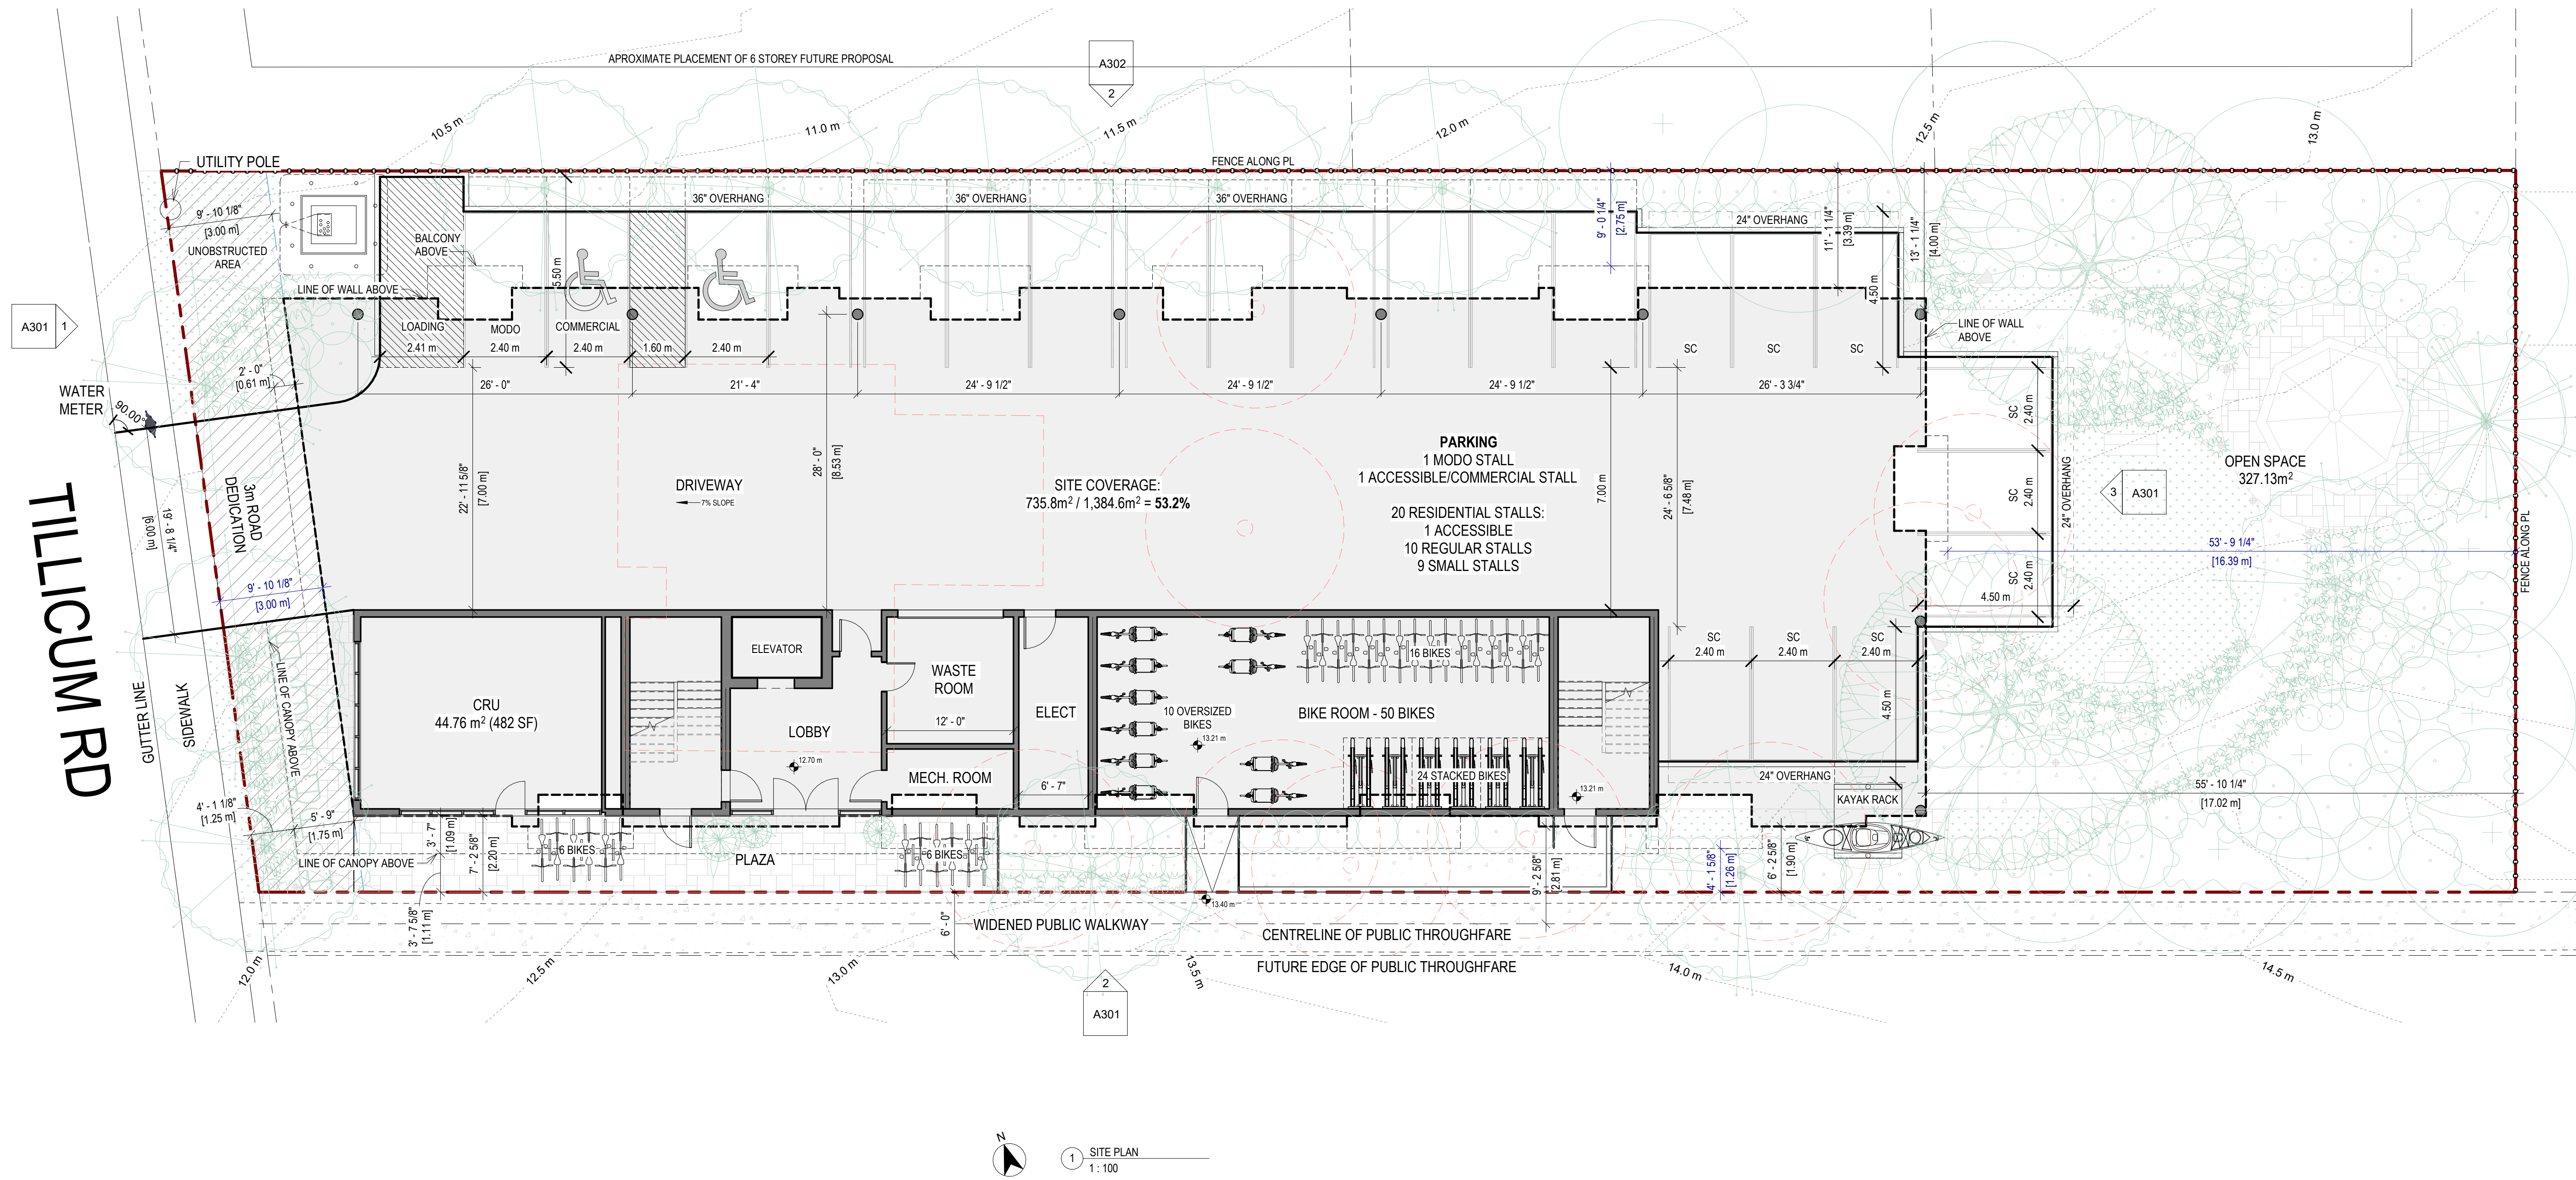 APROXIMATE PLACEMENT OF 6 STOREY FUTURE PROPOSAL
A302
2
10.5 m
11.0 m
11.5 m
12.0 m
12.5 m
13.0 m
UTILITY POLE
FENCE ALONG PL
9' - 10 1/8"
[3.00 m]
UNOBSTRUCTED
AREA
36" OVERHANG
36" OVERHANG
36" OVERHANG
9' - 0 1/4"
[2.75 m]
24" OVERHANG
11' - 1 1/4"
[3.39 m]
13' - 1 1/4"
[4.00 m]
BALCONY
ABOVE
5.50 m
4.50 m
LINE OF WALL ABOVE
A301
1
LOADING
MODO
COMMERCIAL
2.41 m
2.40 m
2.40 m
1.60 m
2.40 m
SC
SC
SC
LINE OF WALL
ABOVE
2' - 0"
[0.61 m]
26' - 0"
21' - 4"
24' - 9 1/2"
24' - 9 1/2"
24' - 9 1/2"
26' - 3 3/4"
WATER
METER
90.00°
SC
2.40 m
SC
2.40 m
SC
2.40 m
4.50 m
24" OVERHANG
3
A301
OPEN SPACE
327.13m²
53' - 9 1/4"
[16.39 m]
FENCE ALONG PL
TILLICUM RD
3m ROAD
DEDICATION
19' - 8 1/4"
[6.00 m]
9' - 10 1/8"
[3.00 m]
22' - 11 5/8"
[7.00 m]
DRIVEWAY
7% SLOPE
28' - 0"
[8.53 m]
SITE COVERAGE:
735.8m² / 1,384.6m² = 53.2%
PARKING
1 MODO STALL
1 ACCESSIBLE/COMMERCIAL STALL
20 RESIDENTIAL STALLS:
1 ACCESSIBLE
10 REGULAR STALLS
9 SMALL STALLS
7.00 m
24' - 6 5/8"
[7.48 m]
GUTTER LINE
SIDEWALK
LINE OF CANOPY ABOVE
CRU
44.76 m² (482 SF)
ELEVATOR
LOBBY
12.70 m
WASTE
ROOM
12' - 0"
MECH. ROOM
ELECT
6' - 7"
10 OVERSIZED
BIKES
13.21 m
16 BIKES
BIKE ROOM - 50 BIKES
24 STACKED BIKES
13.21 m
SC
2.40 m
SC
2.40 m
SC
2.40 m
4.50 m
24" OVERHANG
KAYAK RACK
55' - 10 1/4"
[17.02 m]
4' - 1 1/8"
[1.25 m]
5' - 9"
[1.75 m]
LINE OF CANOPY ABOVE
3' - 7"
[1.09 m]
7' - 2 5/8"
[2.20 m]
3' - 7 5/8"
[1.11 m]
6 BIKES
PLAZA
6 BIKES
6' - 0"
13.40 m
9' - 2 5/8"
[2.81 m]
4' - 1 5/8"
[1.26 m]
6' - 2 5/8"
[1.90 m]
WIDENED PUBLIC WALKWAY
CENTRELINE OF PUBLIC THROUGHFARE
FUTURE EDGE OF PUBLIC THROUGHFARE
12.0 m
12.5 m
13.0 m
13.5 m
14.0 m
14.5 m
2
A301
N
1
SITE PLAN
1 : 100